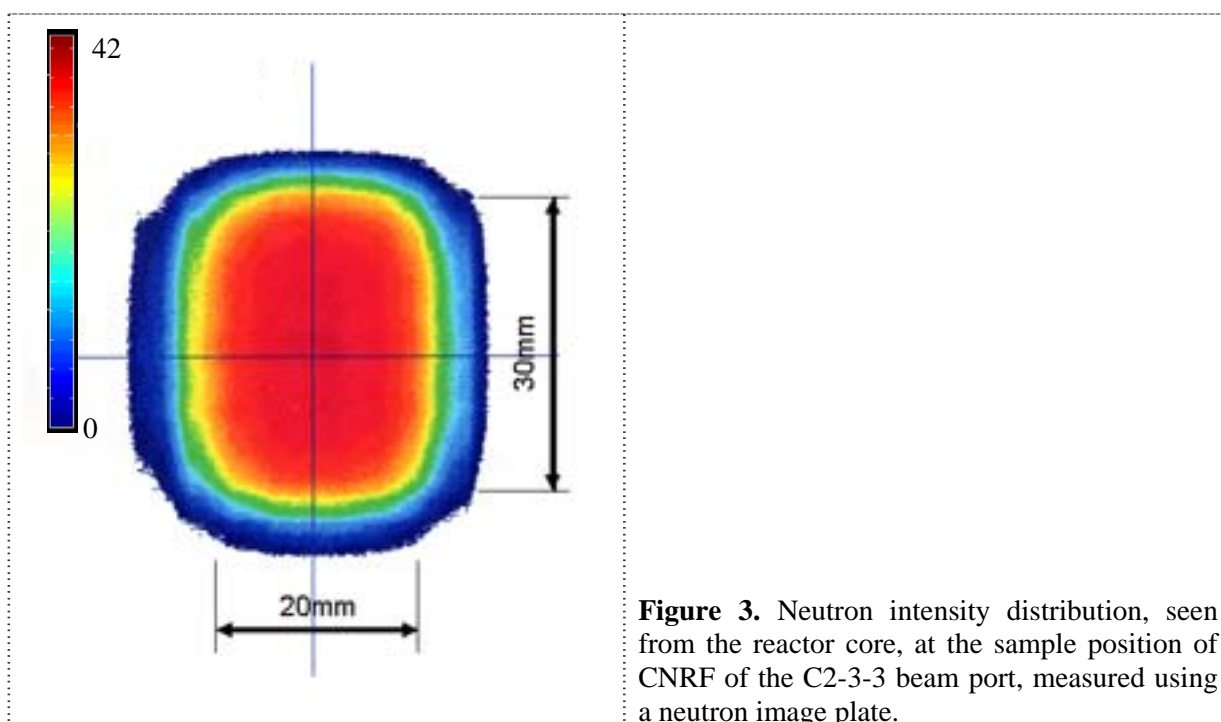 42
0
30mm
20mm
Figure 3. Neutron intensity distribution, seen
from the reactor core, at the sample position of
CNRF of the C2-3-3 beam port, measured using
a neutron image plate.